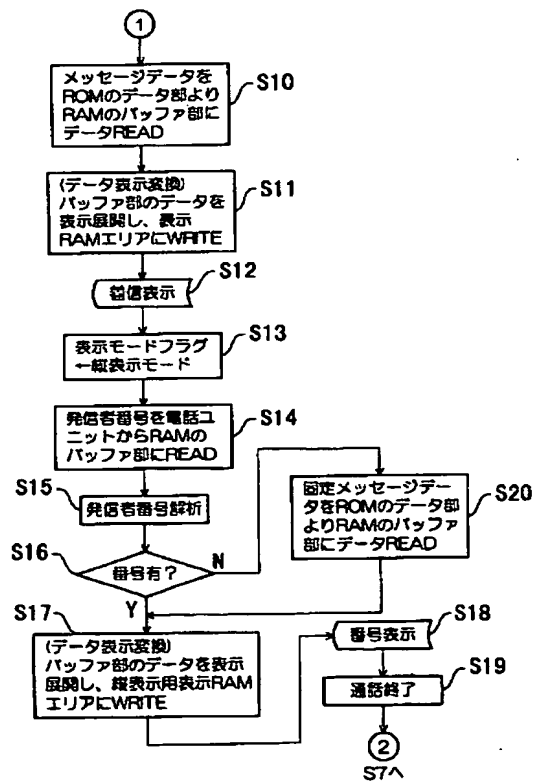 1
メッセージデータを
ROMのデータ部より
RAMのバッファ部に
データREAD
S10
(データ表示変換)
バッファ部のデータを
表示展開し、表示
RAMエリアにWRITE
S11
着信表示
S12
表示モードフラグ
←縦表示モード
S13
発信者番号を電話ユ
ニットからRAMの
バッファ部にREAD
S14
S15
発信者番号解析
S16
番号有?
N
Y
固定メッセージデー
タをROMのデータ部
よりRAMのバッファ
部にデータREAD
S20
S17
(データ表示変換)
バッファ部のデータを表示
展開し、縦表示用表示RAM
エリアにWRITE
番号表示
S18
通話終了
S19
2
S7へ